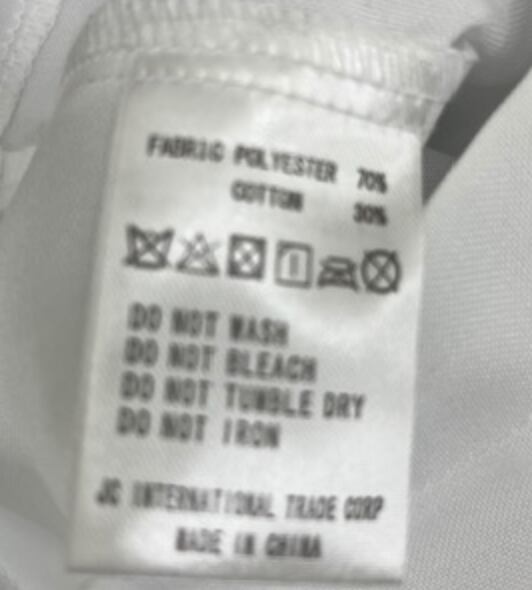 FABRIC POLYESTER 70%
COTTON 30%
DO NOT WASH
DO NOT BLEACH
DO NOT TUMBLE DRY
DO NOT IRON
JC INTERNATIONAL TRADE CORP
MADE IN CHINA